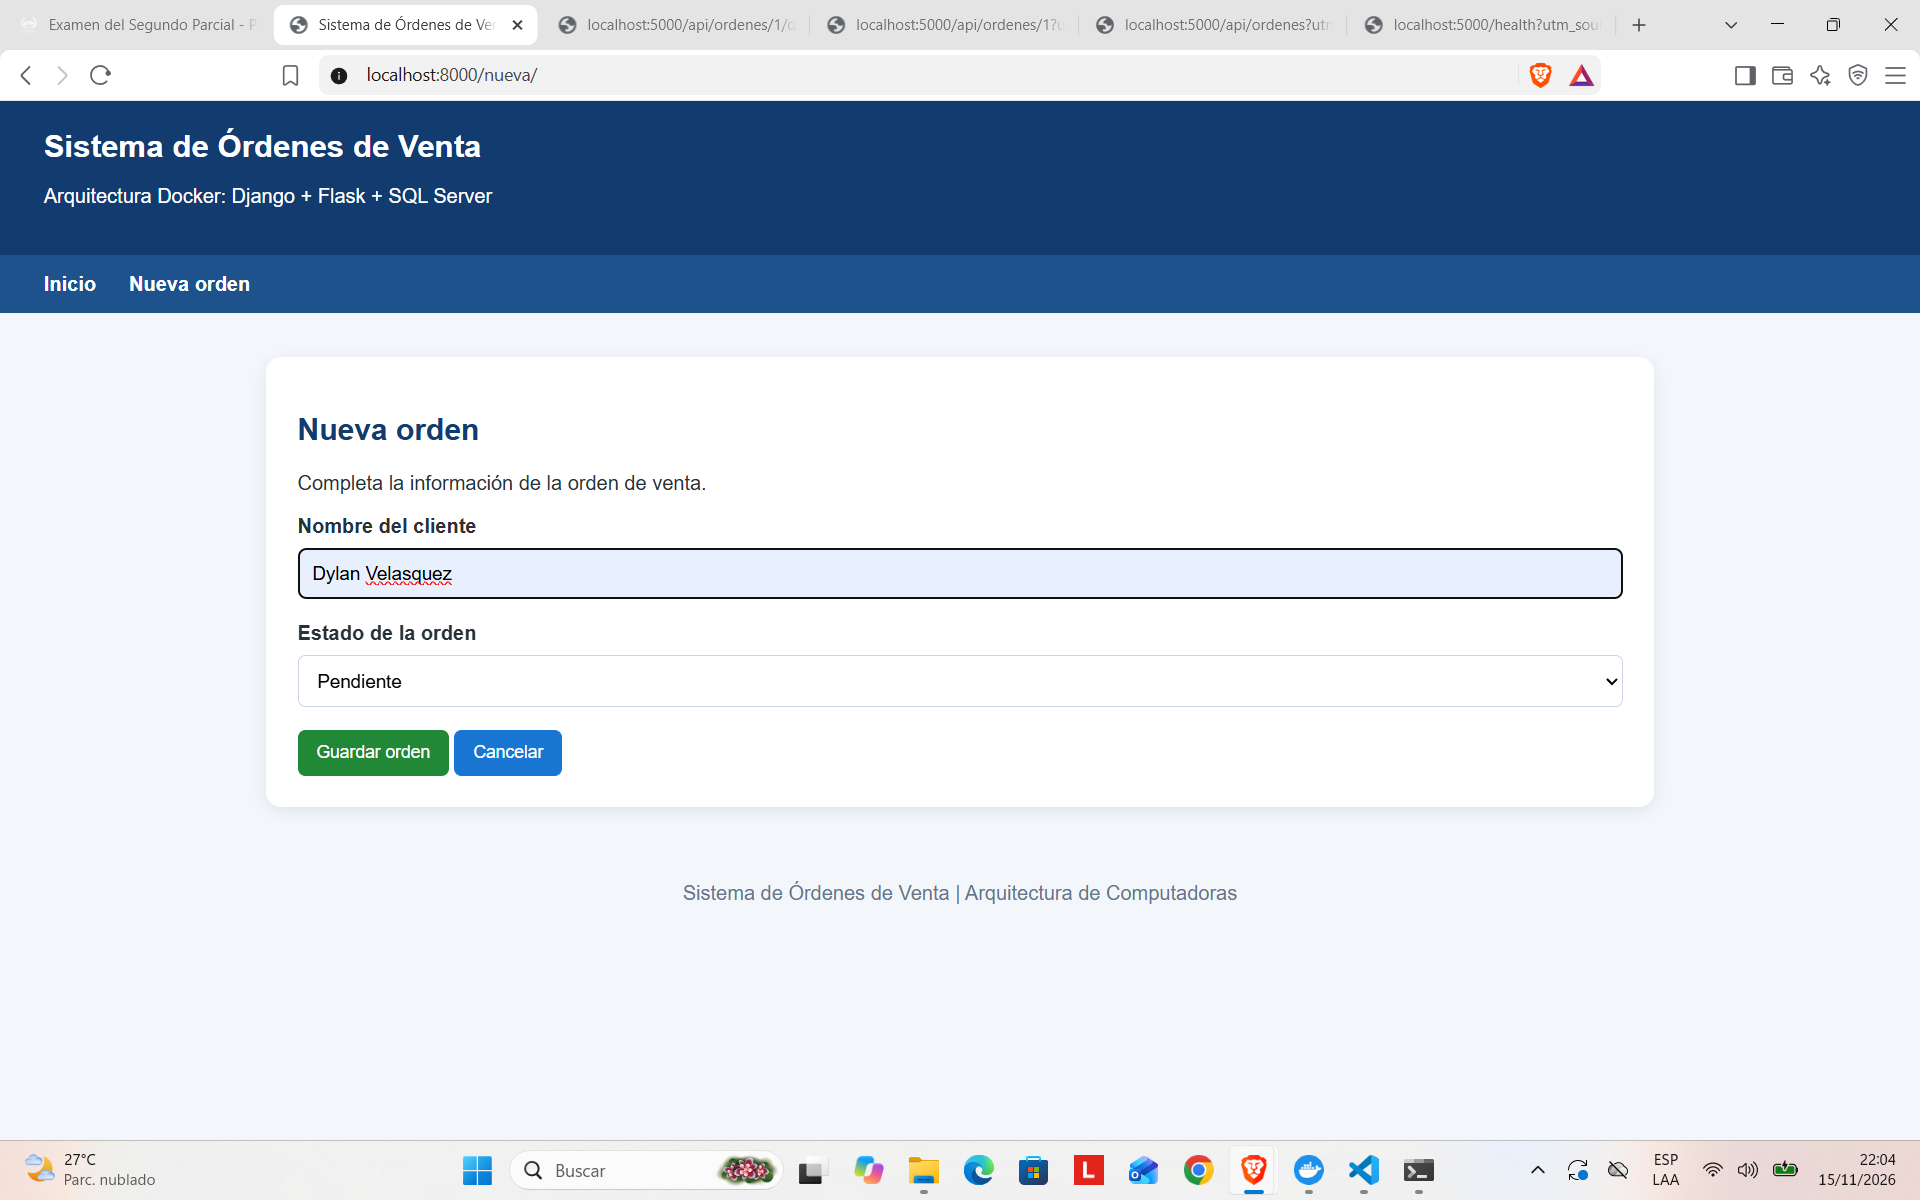 Examen del Segundo Parcial - P
Sistema de Órdenes de Ver
localhost:5000/api/ordenes/1/d
localhost:5000/api/ordenes/1?u
localhost:5000/api/ordenes?utm
localhost:5000/health?utm_sou
localhost:8000/nueva/
Sistema de Órdenes de Venta
Arquitectura Docker: Django + Flask + SQL Server
Inicio Nueva orden
Nueva orden
Completa la información de la orden de venta.
Nombre del cliente
Dylan Velasquez
Estado de la orden
Pendiente
Guardar orden Cancelar
Sistema de Órdenes de Venta | Arquitectura de Computadoras
27°C
Parc. nublado
Buscar
L
ESP
LAA
22:04
15/11/2026